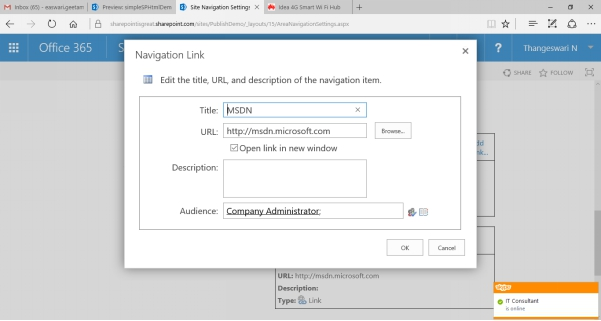 Inbox (65) - easwari.geetam
Preview: simpleSPHtmlDem
Site Navigation Settings
Idea 4G Smart Wi Fi Hub
sharepointisgreat.sharepoint.com/sites/PublishDemo/_layouts/15/AreaNavigationSettings.aspx
Office 365
S
?
Thangeswari N
SHARE
FOLLOW
Navigation Link
Edit the title, URL, and description of the navigation item.
Title: MSDN
URL: http://msdn.microsoft.com
Browse...
Open link in new window
Description:
Audience: Company Administrator;
OK
Cancel
URL: http://msdn.microsoft.com
Description:
Type: Link
skype
IT Consultant
is online